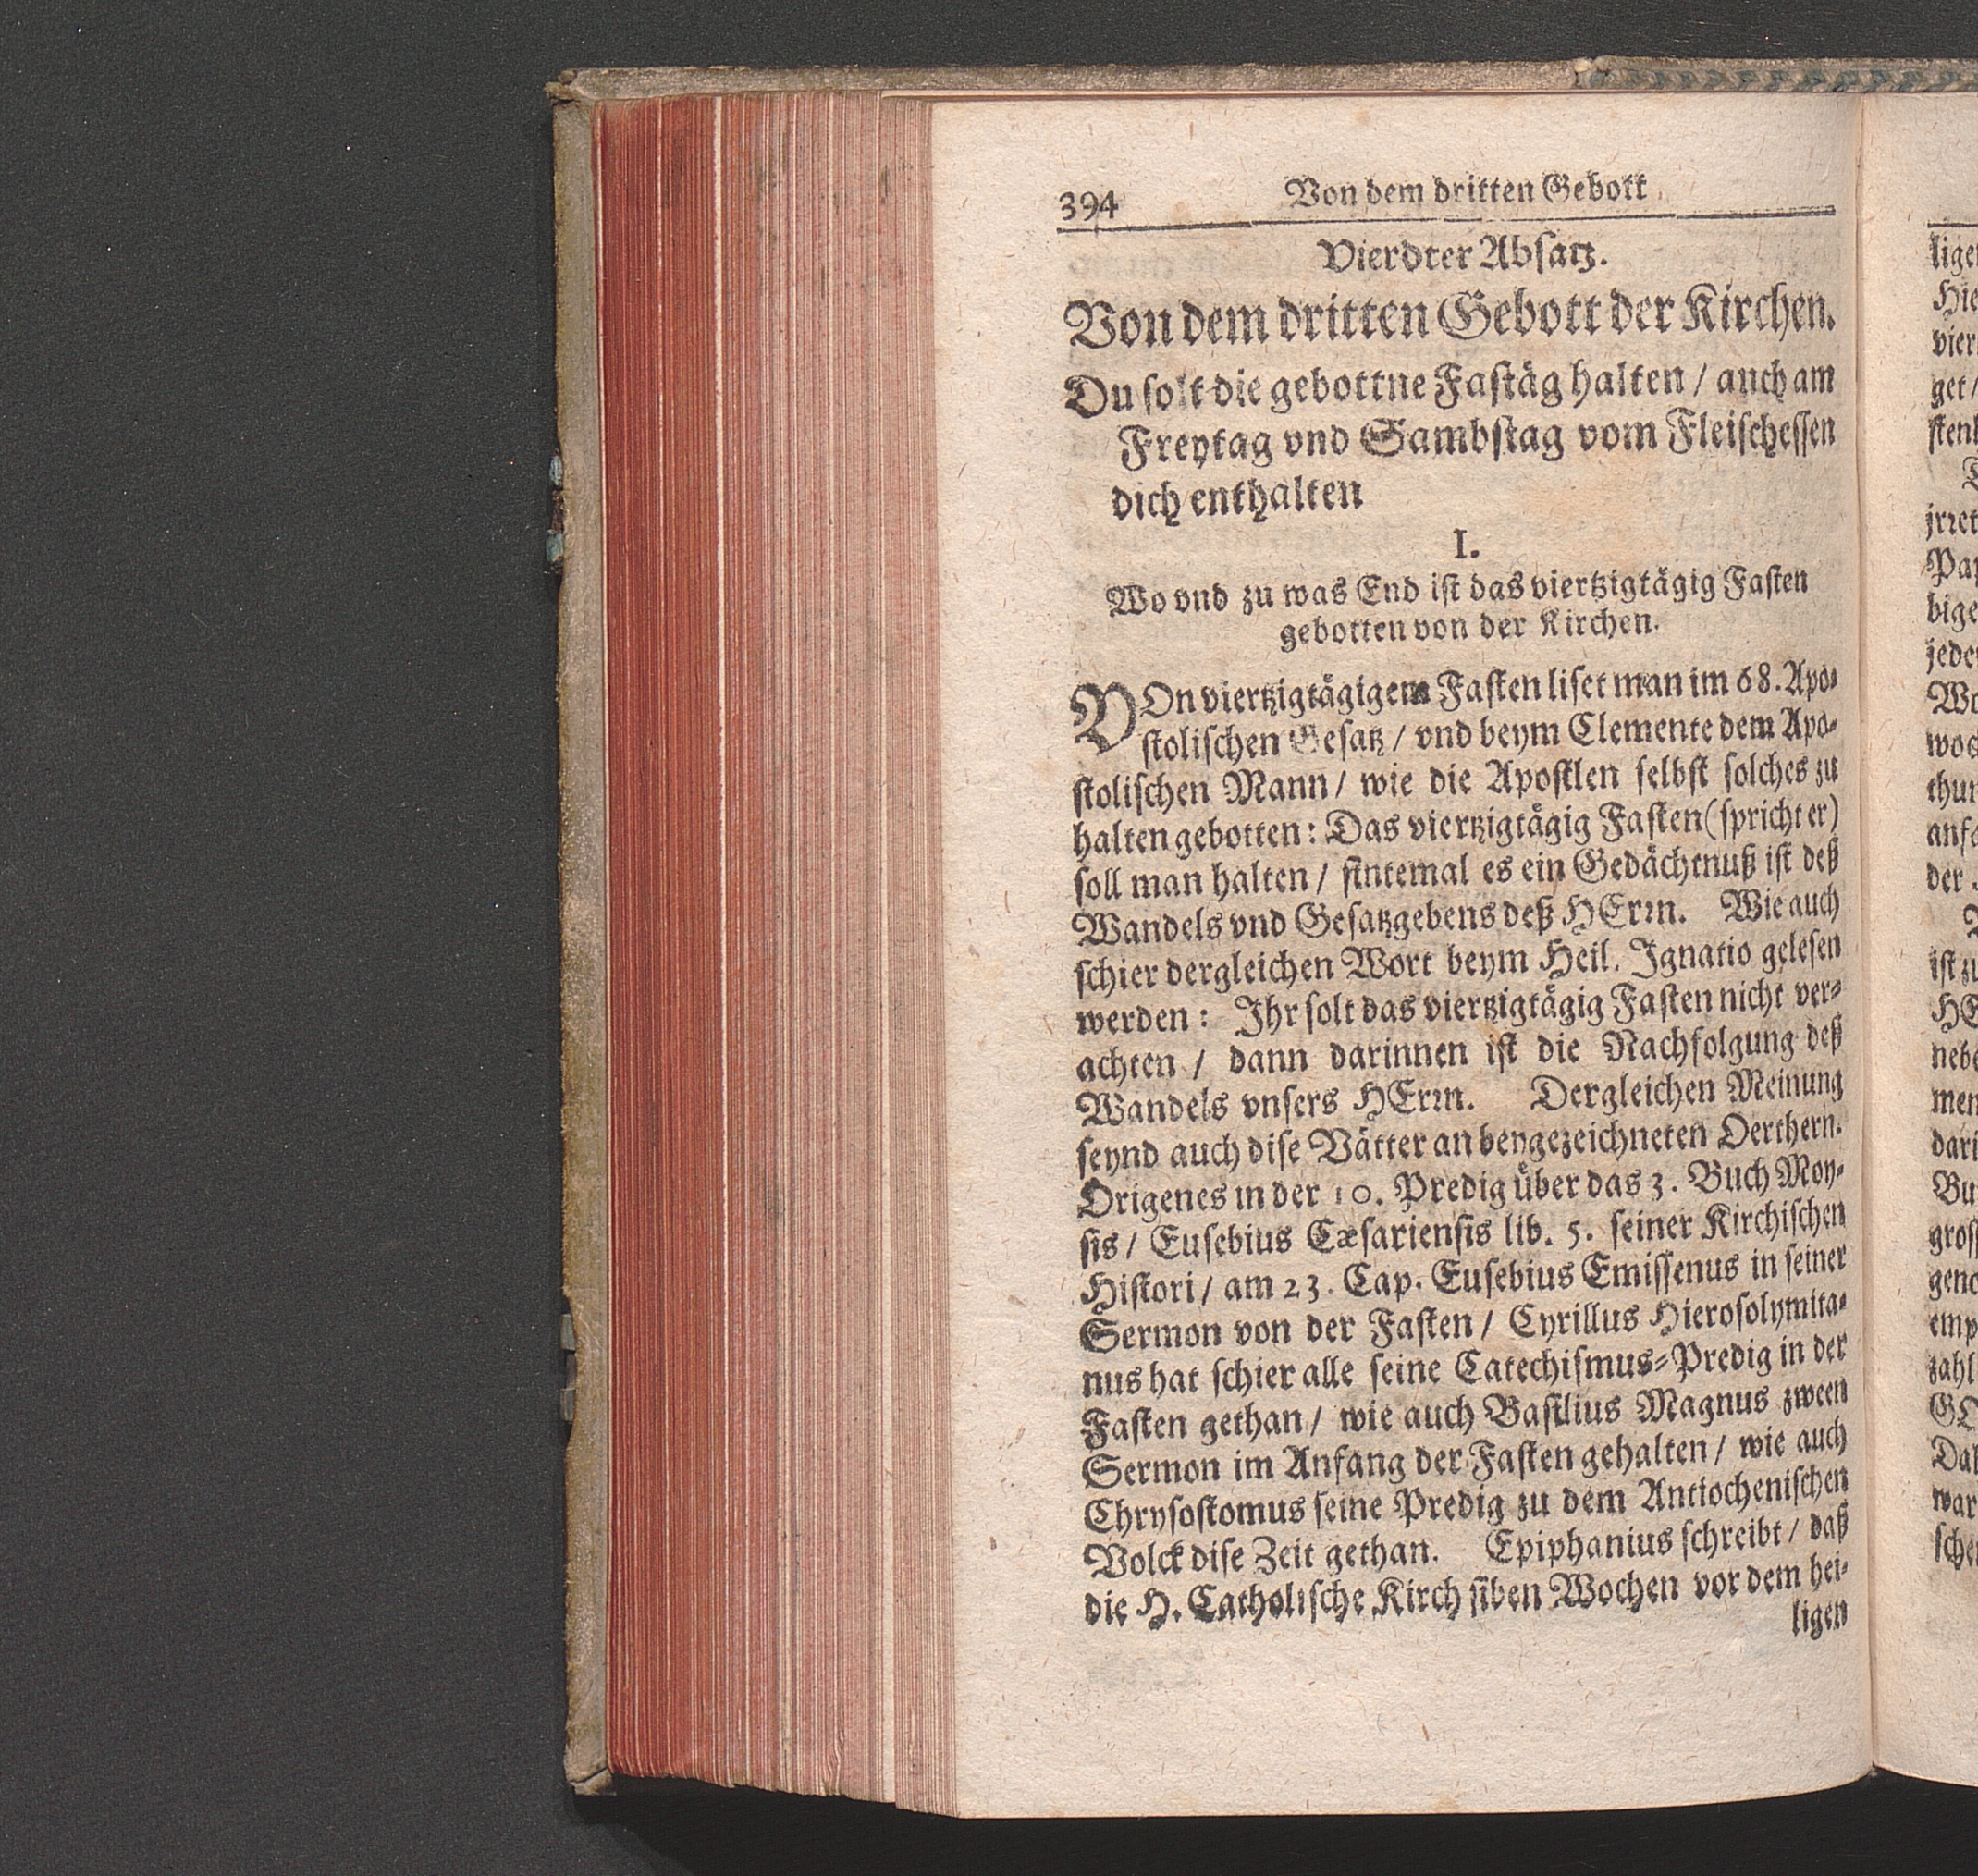 394 Von dem dritten Gebott
Vierdter Absatz.
Von dem dritten Gebott der Kirchen.
Du solt die gebottne Fastäg halten / auch am
Freytag vnd Sambstag vom Fleischessen
dich enthalten
I.
Wo vnd zu was End ist das viertzigtägig Fasten
gebotten von der Kirchen.
VOn viertzigtägigem Fasten liset man im 68. Apo-
stolischen Gesatz / vnd beym Clemente dem Apo-
stolischen Mann / wie die Apostlen selbst solches zu
halten gebotten: Das viertzigtägig Fasten (spricht er)
soll man halten / sintemal es ein Gedächtnuß ist deß
Wandels vnd Gesatzgebens deß HErrn. Wie auch
schier dergleichen Wort beym Heil. Ignatio gelesen
werden: Ihr solt das viertzigtägig Fasten nicht ver-
achten / dann darinnen ist die Nachfolgung deß
Wandels vnsers HErrn. Dergleichen Meinung
seynd auch dise Vätter an beygezeichneten Oerthern.
Origenes in der 10. Predig über das 3. Buch Moy-
sis / Eusebius Cæsariensis lib. 5. seiner Kirchischen
Histori / am 23. Cap. Eusebius Emissenus in seiner
Sermon von der Fasten / Cyrillus Hierosolymita-
nus hat schier alle seine Catechismus-Predig in der
Fasten gethan / wie auch Basilius Magnus zween
Sermon im Anfang der Fasten gehalten / wie auch
Chrysostomus seine Predig zu dem Antiochenischen
Volck dise Zeit gethan. Epiphanius schreibt / daß
die H. Catholische Kirch siben Wochen vor dem hei-
ligen